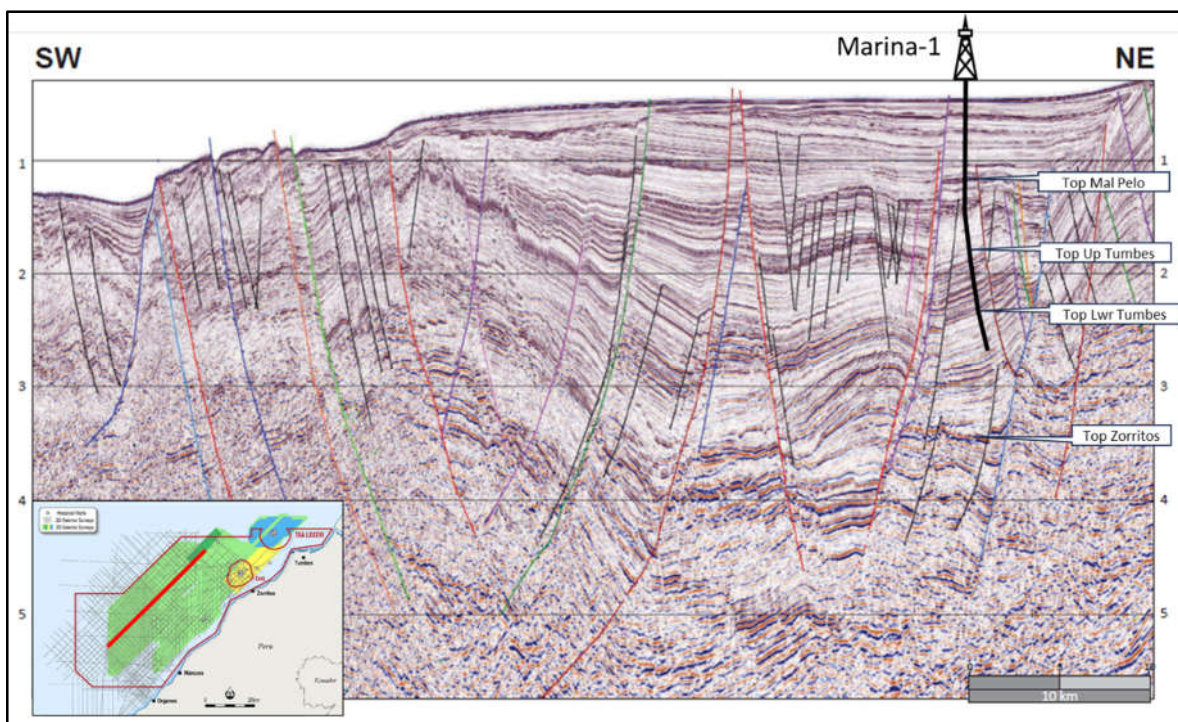 SW
Marina-1
NE
1
1
Top Mal Pelo
Top Up Tumbes
2
2
Top Lwr Tumbes
3
3
Top Zorritos
4
4
5
5
Tumbes
Zorritos
Peru
Mancora
Organos
Ecuador
0
10 km